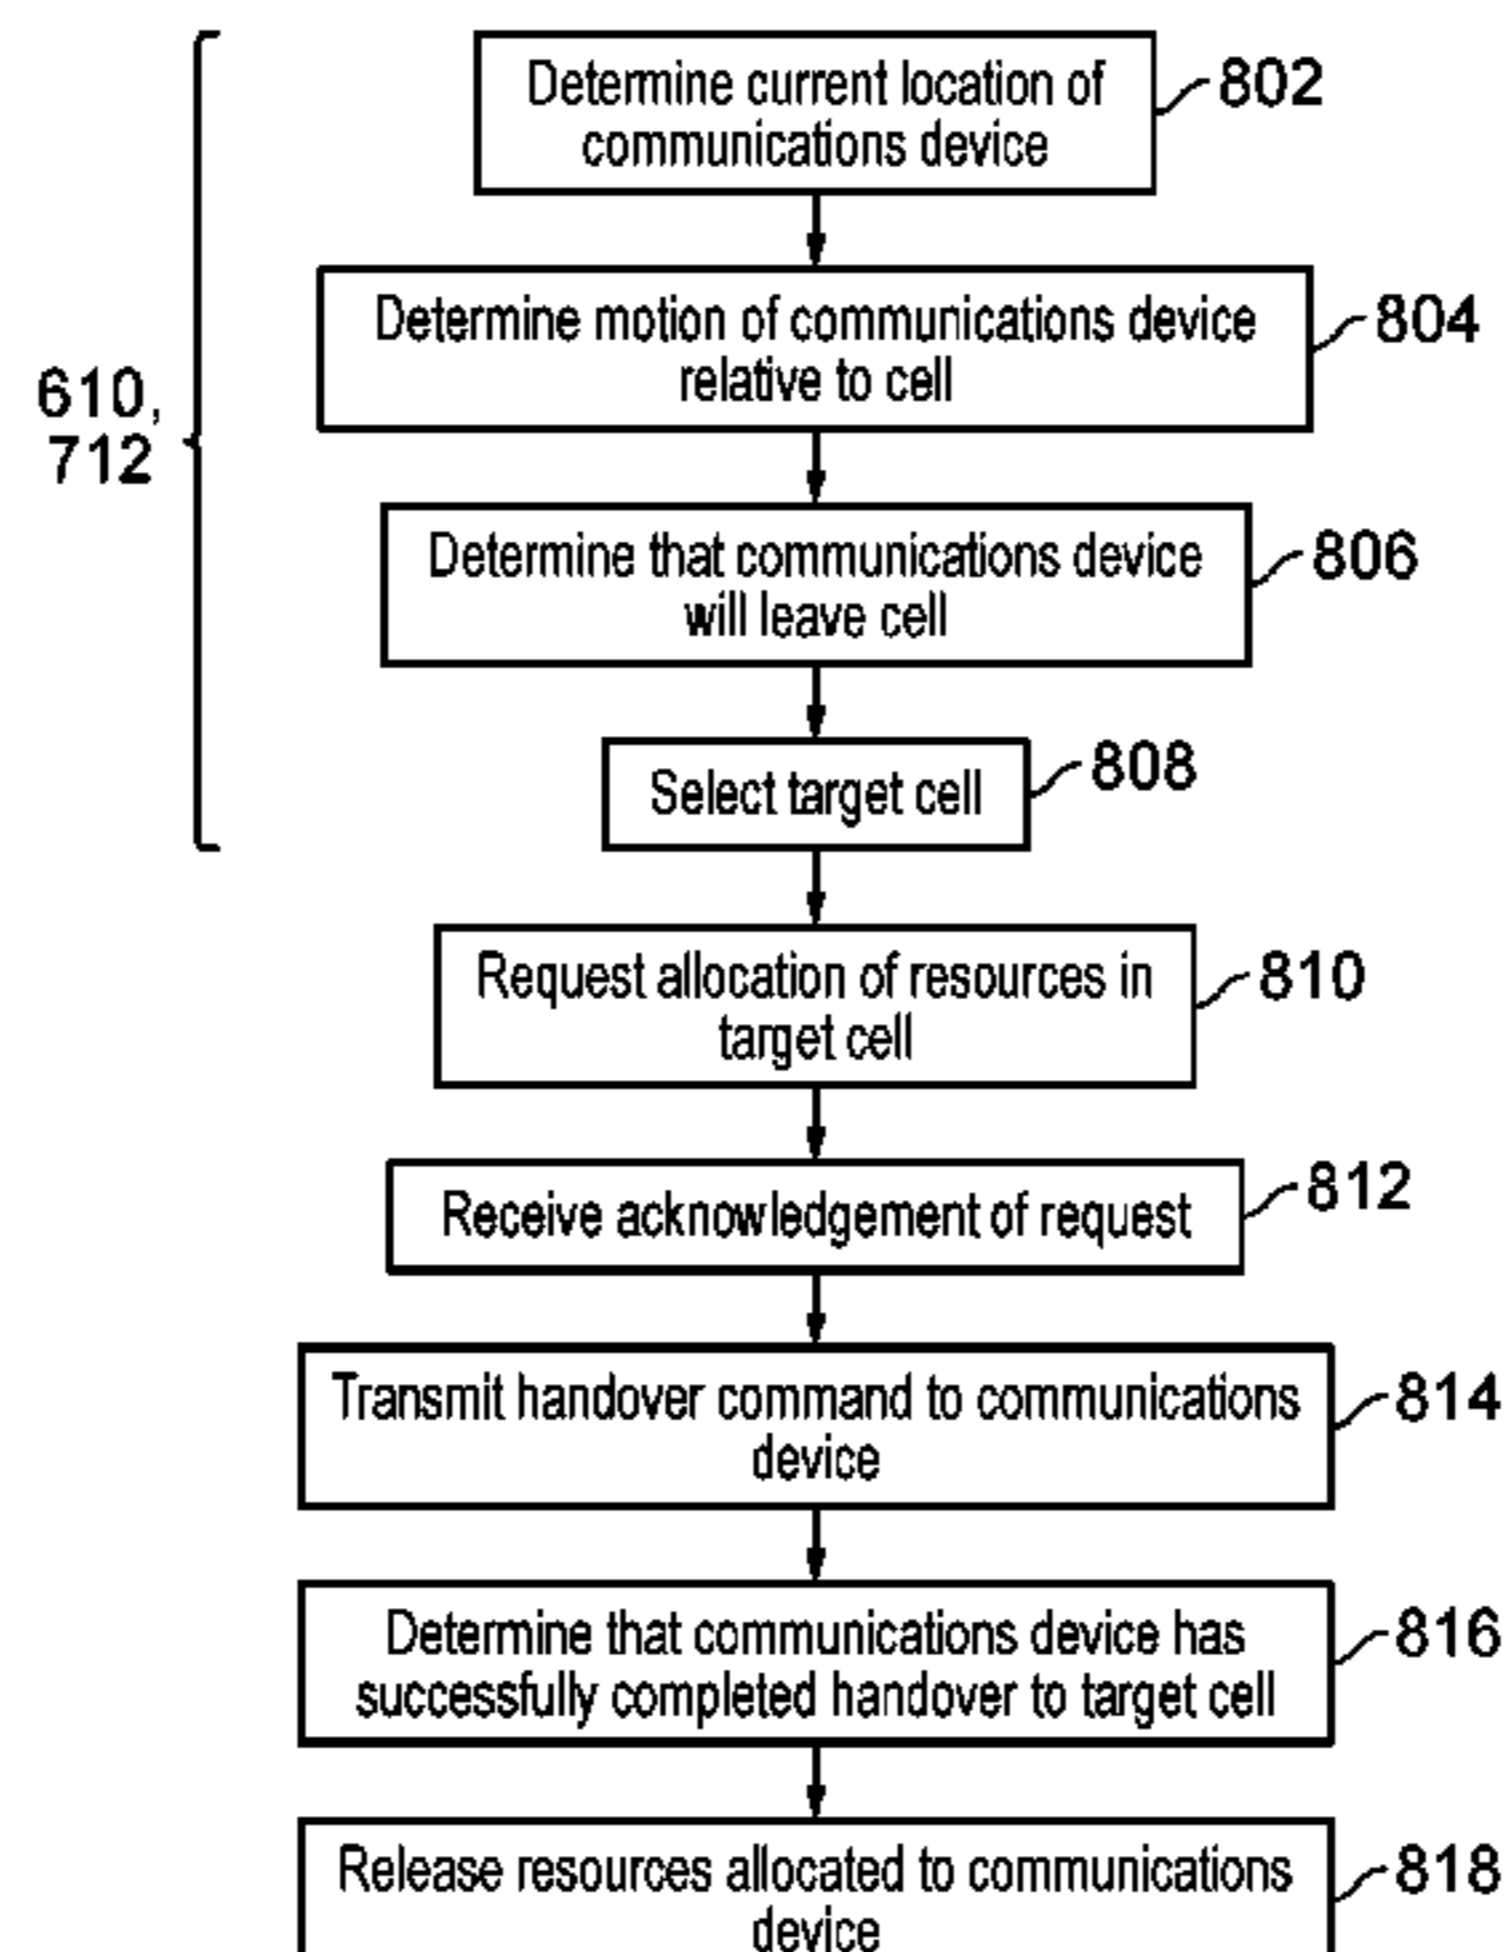 Determine current location of
communications device
802
Determine motion of communications device
relative to cell
804
610,
712
Determine that communications device
will leave cell
806
Select target cell
808
Request allocation of resources in
target cell
810
Receive acknowledgement of request
812
Transmit handover command to communications
device
814
Determine that communications device has
successfully completed handover to target cell
816
Release resources allocated to communications
device
818